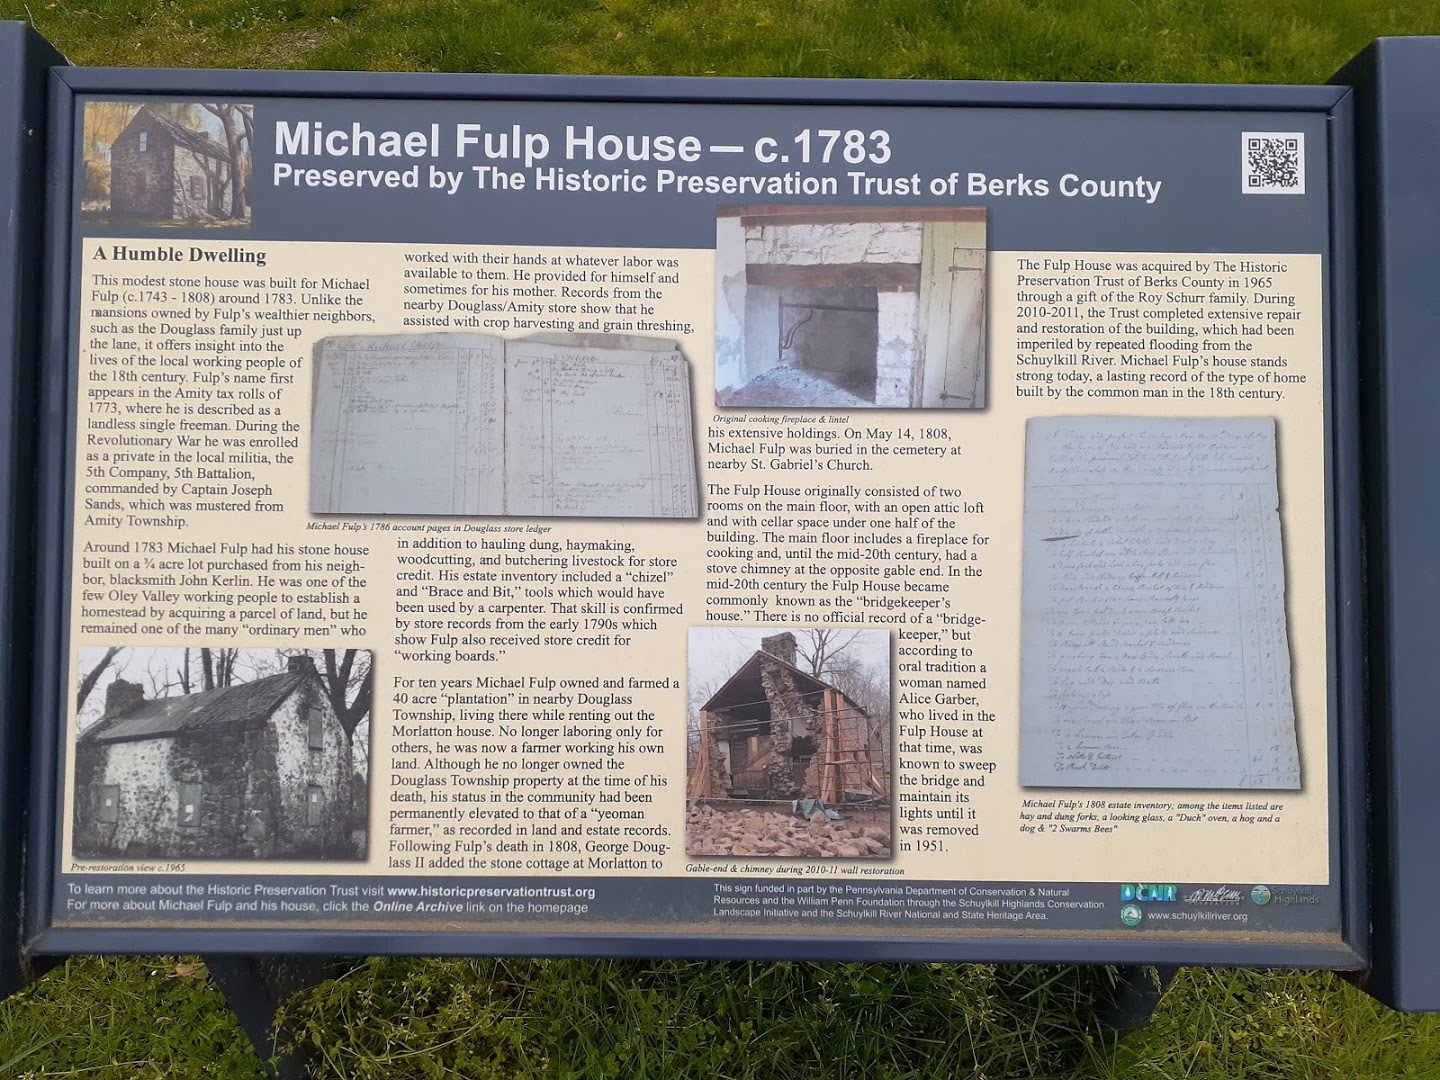 Michael Fulp House – c.1783
Preserved by The Historic Preservation Trust of Berks County
A Humble Dwelling
This modest stone house was built for Michael
Fulp (c.1743 - 1808) around 1783. Unlike the
mansions owned by Fulp's wealthier neighbors,
such as the Douglass family just up
the lane, it offers insight into the
lives of the local working people of
the 18th century. Fulp's name first
appears in the Amity tax rolls of
1773, where he is described as a
landless single freeman. During the
Revolutionary War he was enrolled
as a private in the local militia, the
5th Company, 5th Battalion,
commanded by Captain Joseph
Sands, which was mustered from
Amity Township.
Around 1783 Michael Fulp had his stone house
built on a ¾ acre lot purchased from his neigh-
bor, blacksmith John Kerlin. He was one of the
few Oley Valley working people to establish a
homestead by acquiring a parcel of land, but he
remained one of the many "ordinary men" who
Pre-restoration view c.1965
worked with their hands at whatever labor was
available to them. He provided for himself and
sometimes for his mother. Records from the
nearby Douglass/Amity store show that he
assisted with crop harvesting and grain threshing,
Michael Fulp's 1786 account pages in Douglass store ledger
in addition to hauling dung, haymaking,
woodcutting, and butchering livestock for store
credit. His estate inventory included a "chizel"
and "Brace and Bit," tools which would have
been used by a carpenter. That skill is confirmed
by store records from the early 1790s which
show Fulp also received store credit for
"working boards."
For ten years Michael Fulp owned and farmed a
40 acre "plantation" in nearby Douglass
Township, living there while renting out the
Morlatton house. No longer laboring only for
others, he was now a farmer working his own
land. Although he no longer owned the
Douglass Township property at the time of his
death, his status in the community had been
permanently elevated to that of a "yeoman
farmer," as recorded in land and estate records.
Following Fulp's death in 1808, George Doug-
lass II added the stone cottage at Morlatton to
Original cooking fireplace & lintel
his extensive holdings. On May 14, 1808,
Michael Fulp was buried in the cemetery at
nearby St. Gabriel's Church.
The Fulp House originally consisted of two
rooms on the main floor, with an open attic loft
and with cellar space under one half of the
building. The main floor includes a fireplace for
cooking and, until the mid-20th century, had a
stove chimney at the opposite gable end. In the
mid-20th century the Fulp House became
commonly known as the "bridgekeeper's
house." There is no official record of a "bridge-
keeper," but
according to
oral tradition a
woman named
Alice Garber,
who lived in the
Fulp House at
that time, was
known to sweep
the bridge and
maintain its
lights until it
was removed
in 1951.
Gable-end & chimney during 2010-11 wall restoration
The Fulp House was acquired by The Historic
Preservation Trust of Berks County in 1965
through a gift of the Roy Schurr family. During
2010-2011, the Trust completed extensive repair
and restoration of the building, which had been
imperiled by repeated flooding from the
Schuylkill River. Michael Fulp's house stands
strong today, a lasting record of the type of home
built by the common man in the 18th century.
Michael Fulp's 1808 estate inventory; among the items listed are
hay and dung forks, a looking glass, a "Duch" oven, a hog and a
dog & "2 Swarms Bees"
To learn more about the Historic Preservation Trust visit www.historicpreservationtrust.org
For more about Michael Fulp and his house, click the Online Archive link on the homepage
This sign funded in part by the Pennsylvania Department of Conservation & Natural
Resources and the William Penn Foundation through the Schuylkill Highlands Conservation
Landscape Initiative and the Schuylkill River National and State Heritage Area.
DCNR
Schuylkill
Highlands
www.schuylkillriver.org